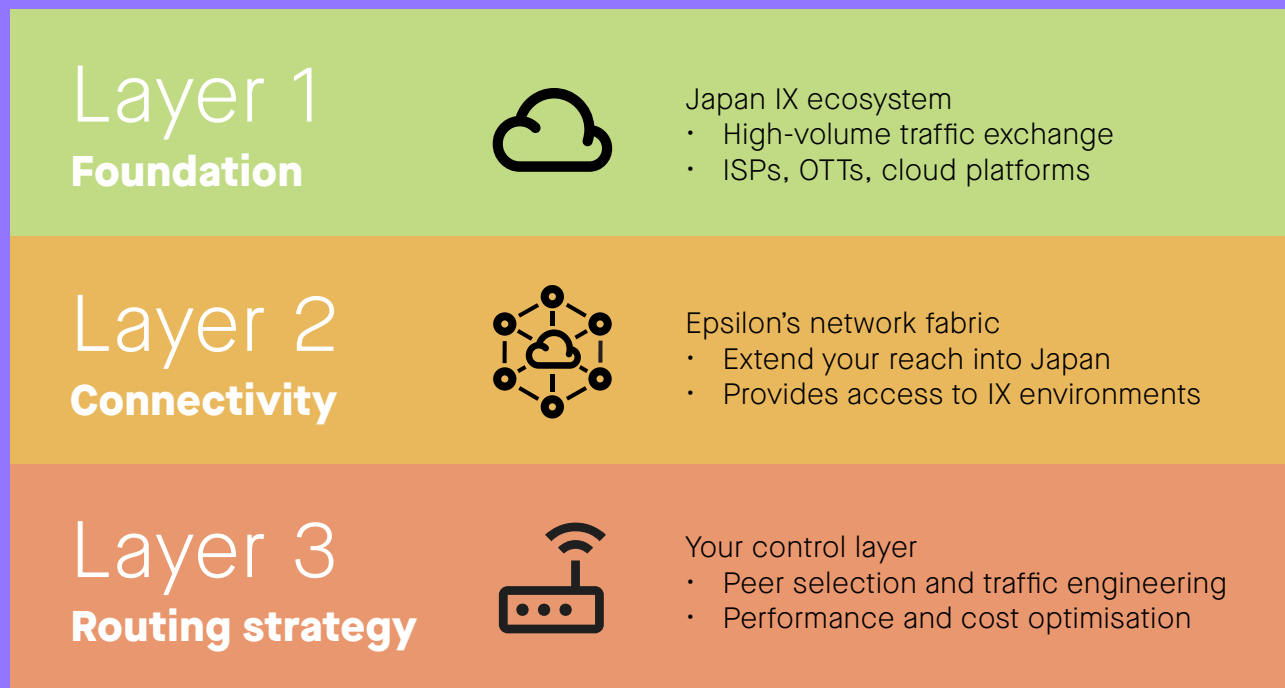 Layer 1
Foundation
Japan IX ecosystem
• High-volume traffic exchange
• ISPs, OTTs, cloud platforms
Layer 2
Connectivity
Epsilon’s network fabric
• Extend your reach into Japan
• Provides access to IX environments
Layer 3
Routing strategy
Your control layer
• Peer selection and traffic engineering
• Performance and cost optimisation